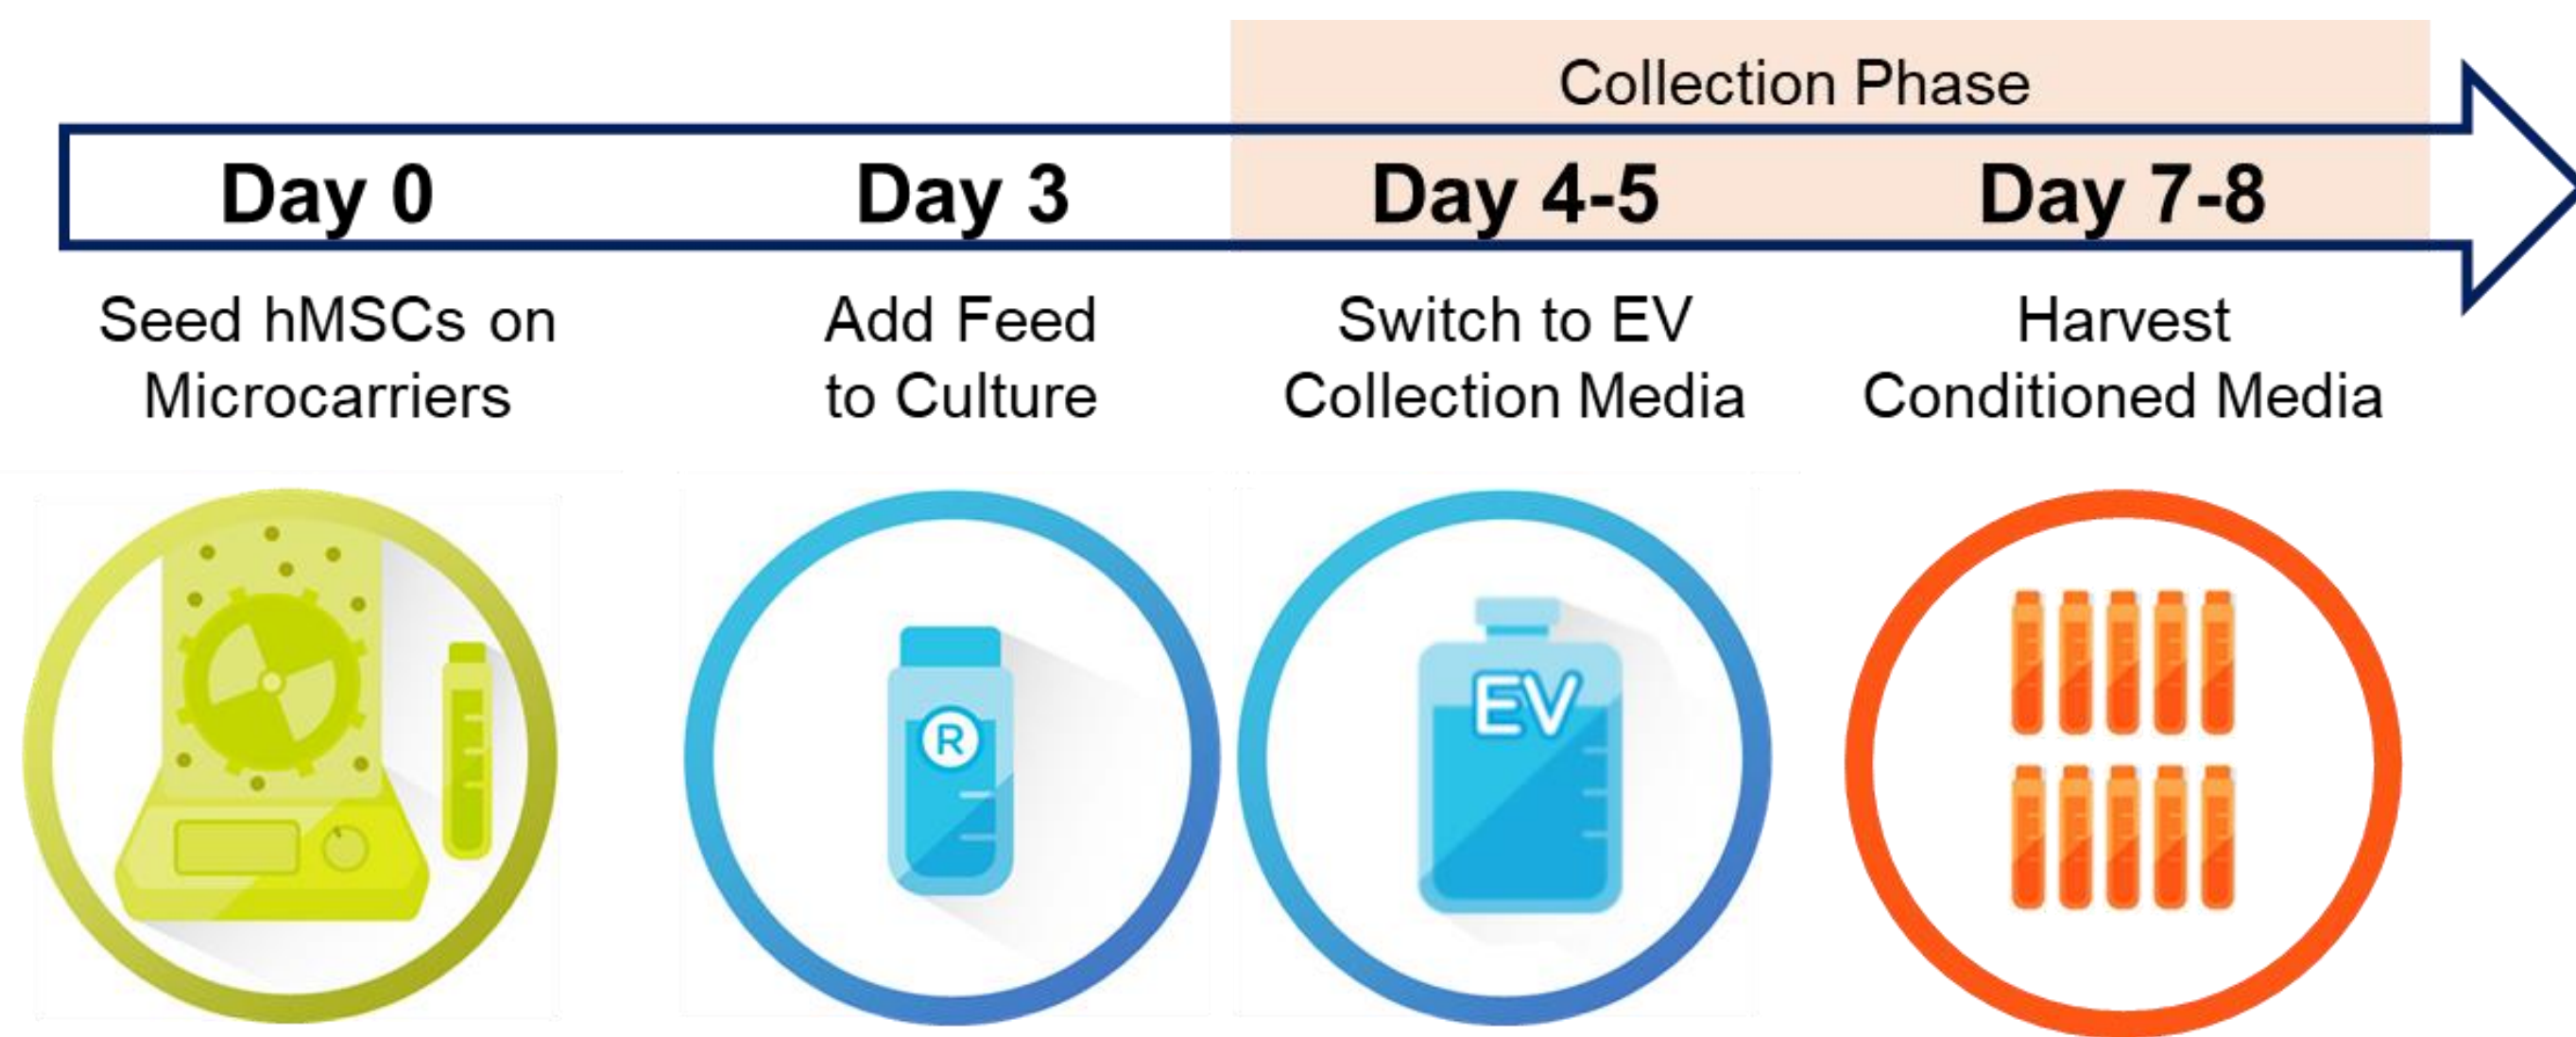 Collection Phase
Day 0
Day 3
Day 4-5
Day 7-8
Seed hMSCs on
Microcarriers
Add Feed
to Culture
Switch to EV
Collection Media
Harvest
Conditioned Media
R
EV